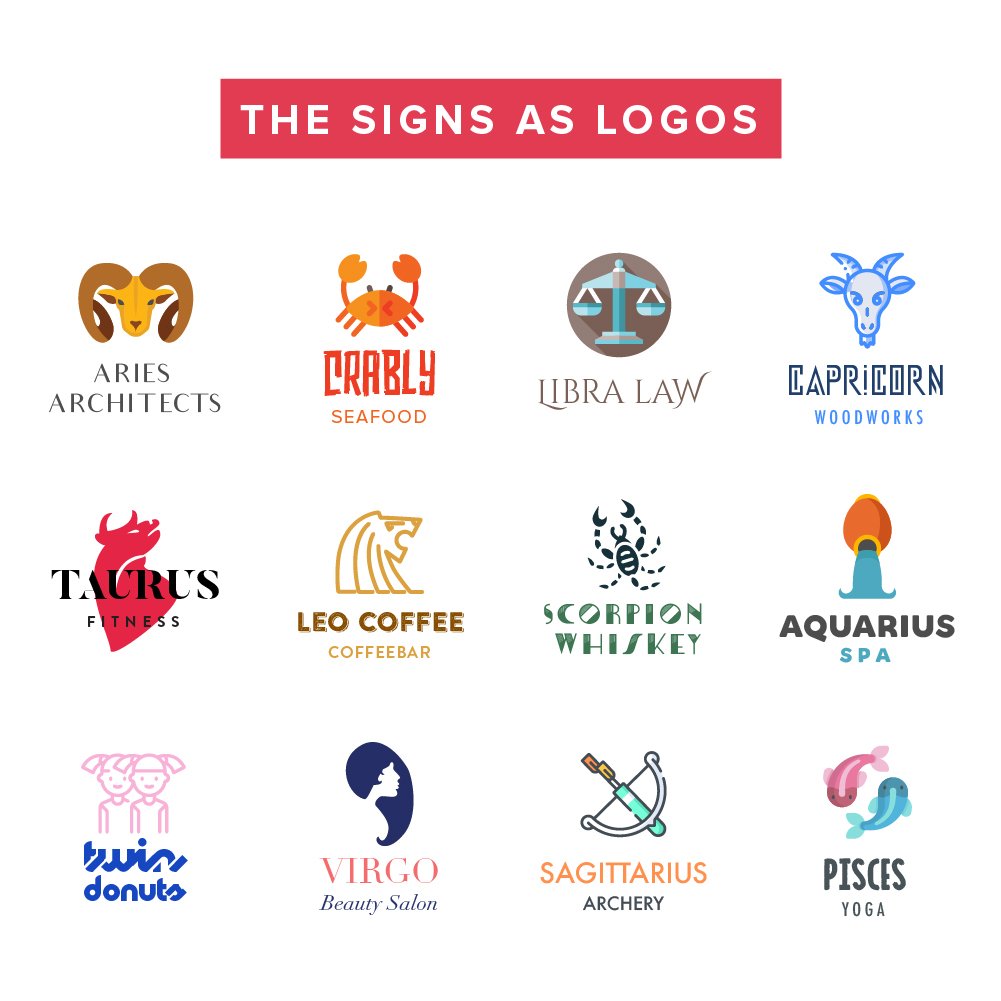 THE SIGNS AS LOGOS
ARIES
ARCHITECTS
CRABLY
SEAFOOD
LIBRA LAW
CAPRICORN
WOODWORKS
TAURUS
FITNESS
LEO COFFEE
COFFEEBAR
SCORPION
WHISKEY
AQUARIUS
SPA
twin
donuts
VIRGO
Beauty Salon
SAGITTARIUS
ARCHERY
PISCES
YOGA